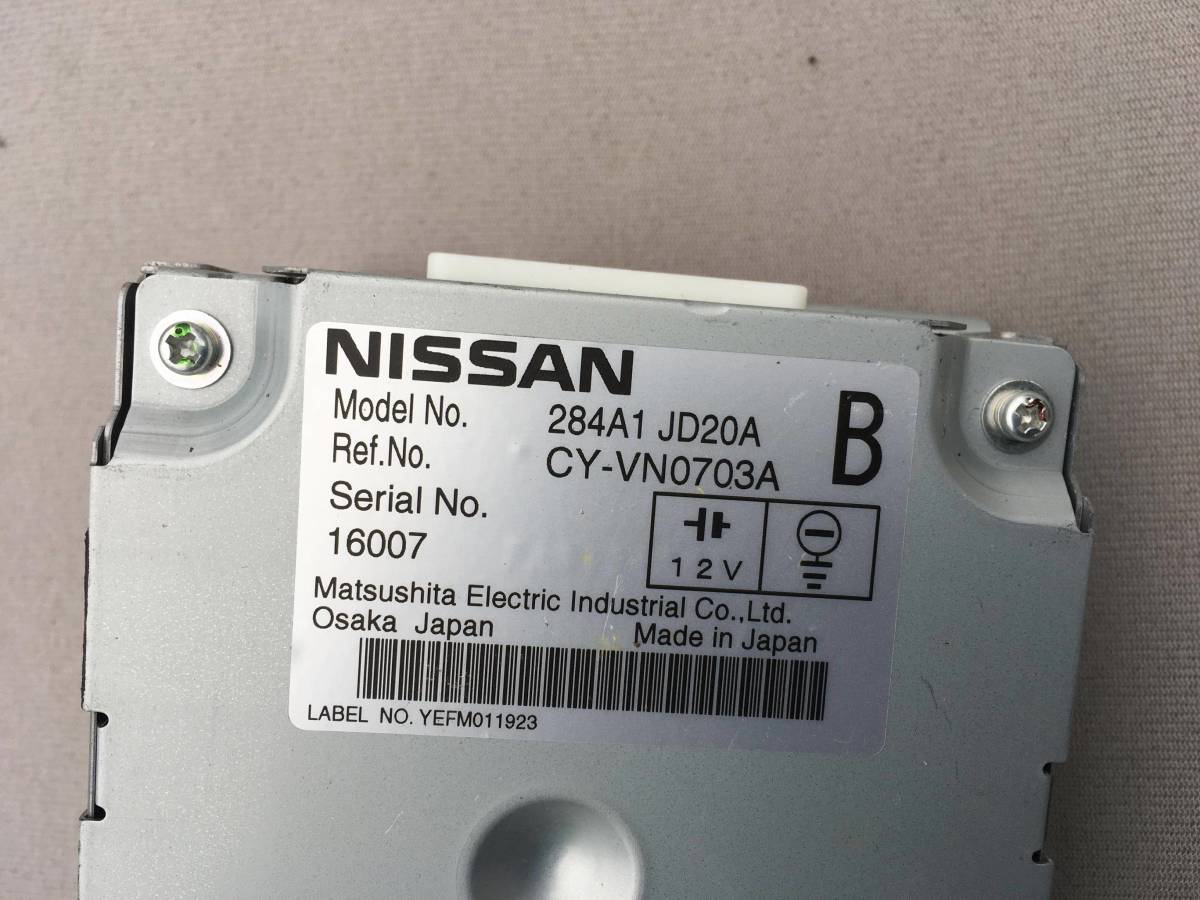 NISSAN
Model No. 284A1 JD20A B
Ref.No. CY-VN0703A
Serial No.
16007
12V
Matsushita Electric Industrial Co.,Ltd.
Osaka Japan Made in Japan
LABEL NO. YEFM011923